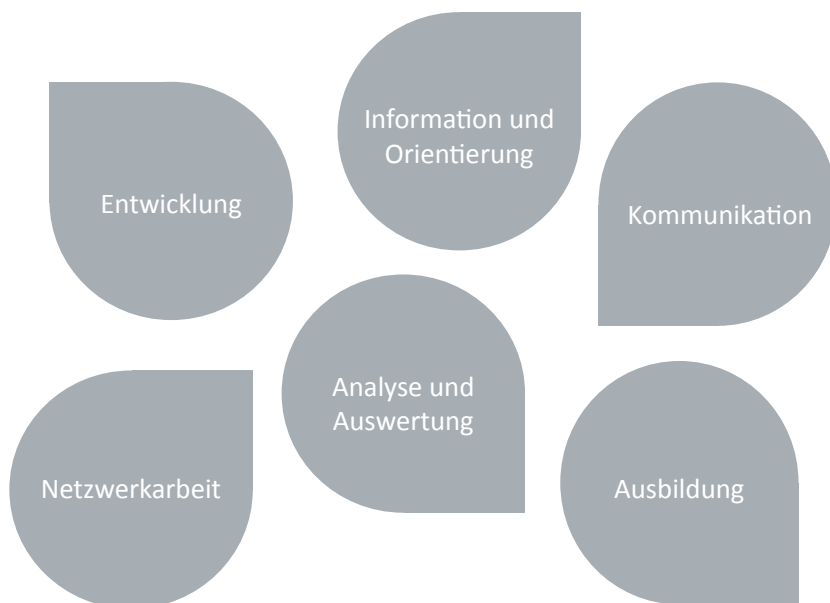 Information und
Orientierung
Entwicklung
Kommunikation
Analyse und
Auswertung
Netzwerkarbeit
Ausbildung